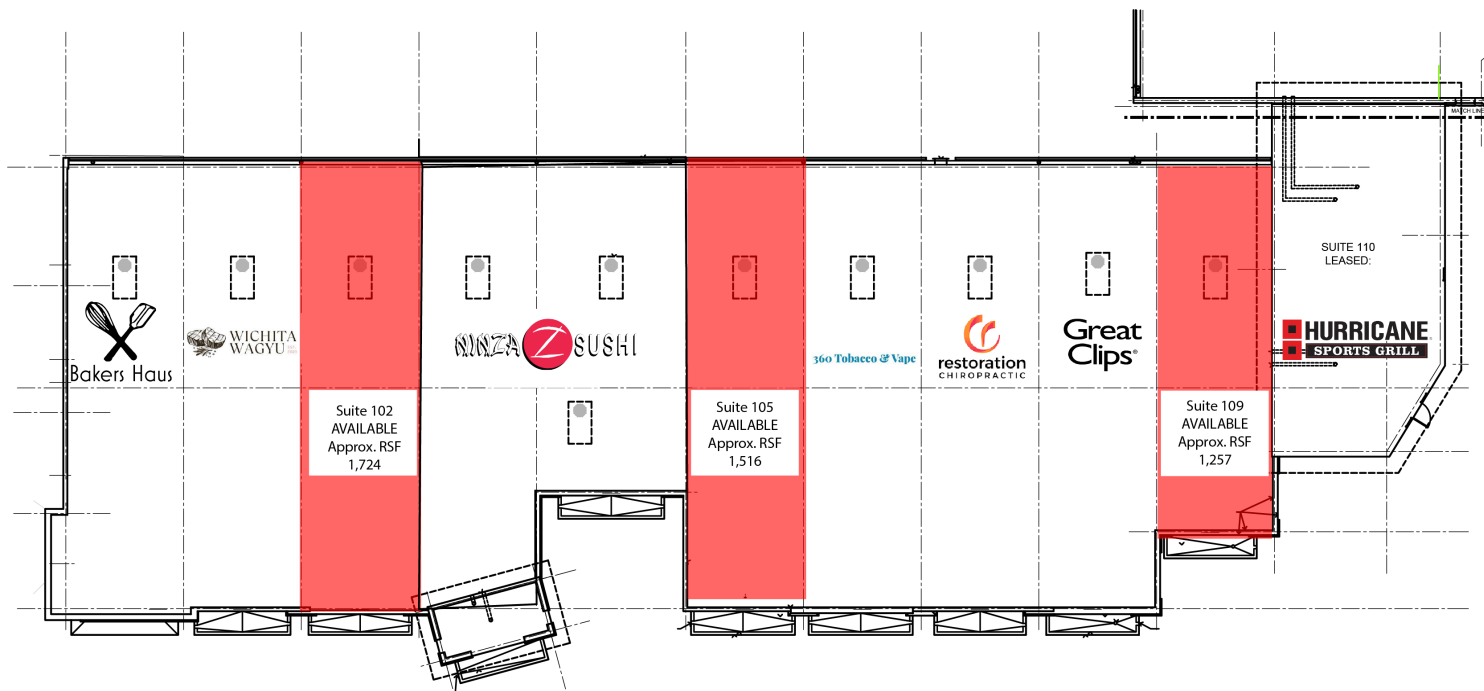 MATCH LINE
SUITE 110
LEASED:
HURRICANE
SPORTS GRILL
Bakers Haus
WICHITA
WAGYU
NINZA Z SUSHI
360 Tobacco & Vape
restoration
CHIROPRACTIC
Great
Clips®
Suite 102
AVAILABLE
Approx. RSF
1,724
Suite 105
AVAILABLE
Approx. RSF
1,516
Suite 109
AVAILABLE
Approx. RSF
1,257